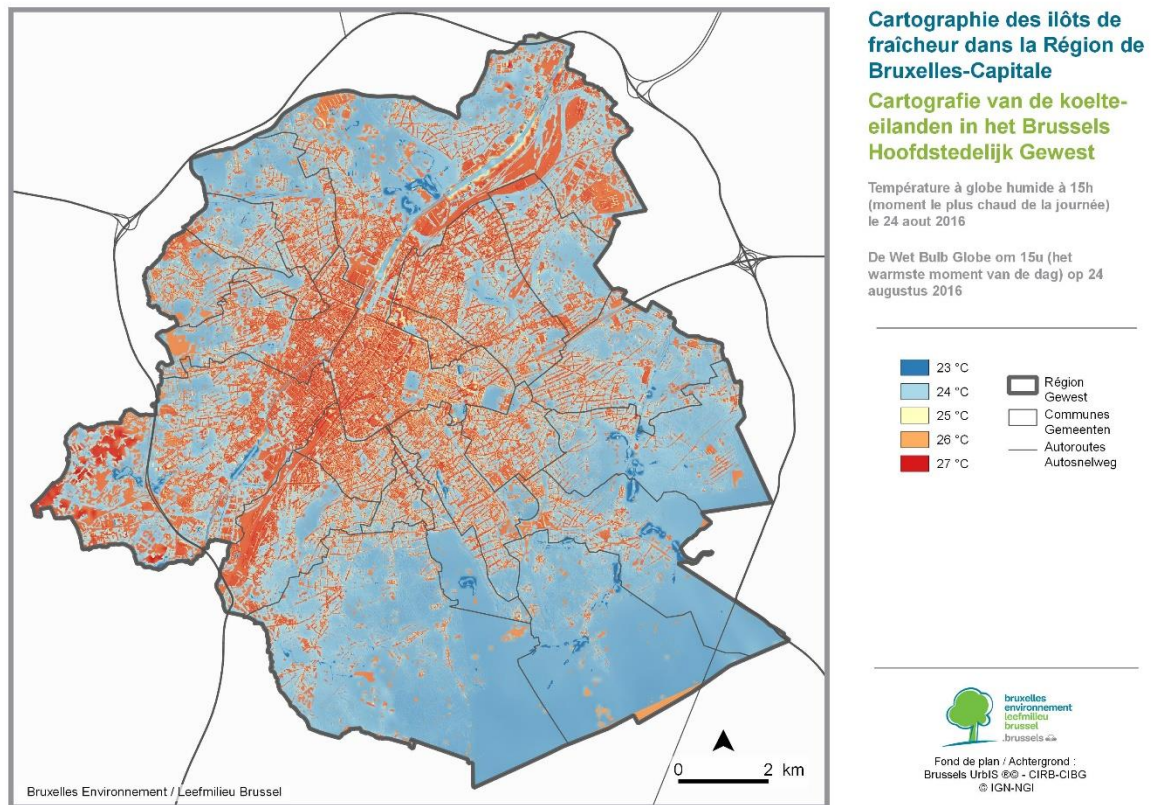 Cartographie des ilôts de
fraîcheur dans la Région de
Bruxelles-Capitale
Cartografie van de koelte-
eilanden in het Brussels
Hoofdstedelijk Gewest
Température à globe humide à 15h
(moment le plus chaud de la journée)
le 24 aout 2016
De Wet Bulb Globe om 15u (het
warmste moment van de dag) op 24
augustus 2016
23 °C
24 °C
25 °C
26 °C
27 °C
Région
Gewest
Communes
Gemeenten
Autoroutes
Autosnelweg
0 2 km
Bruxelles Environnement / Leefmilieu Brussel
bruxelles
environnement
leefmilieu
brussel
.brussels
Fond de plan / Achtergrond :
Brussels UrbIS ®© - CIRB-CIBG
© IGN-NGI